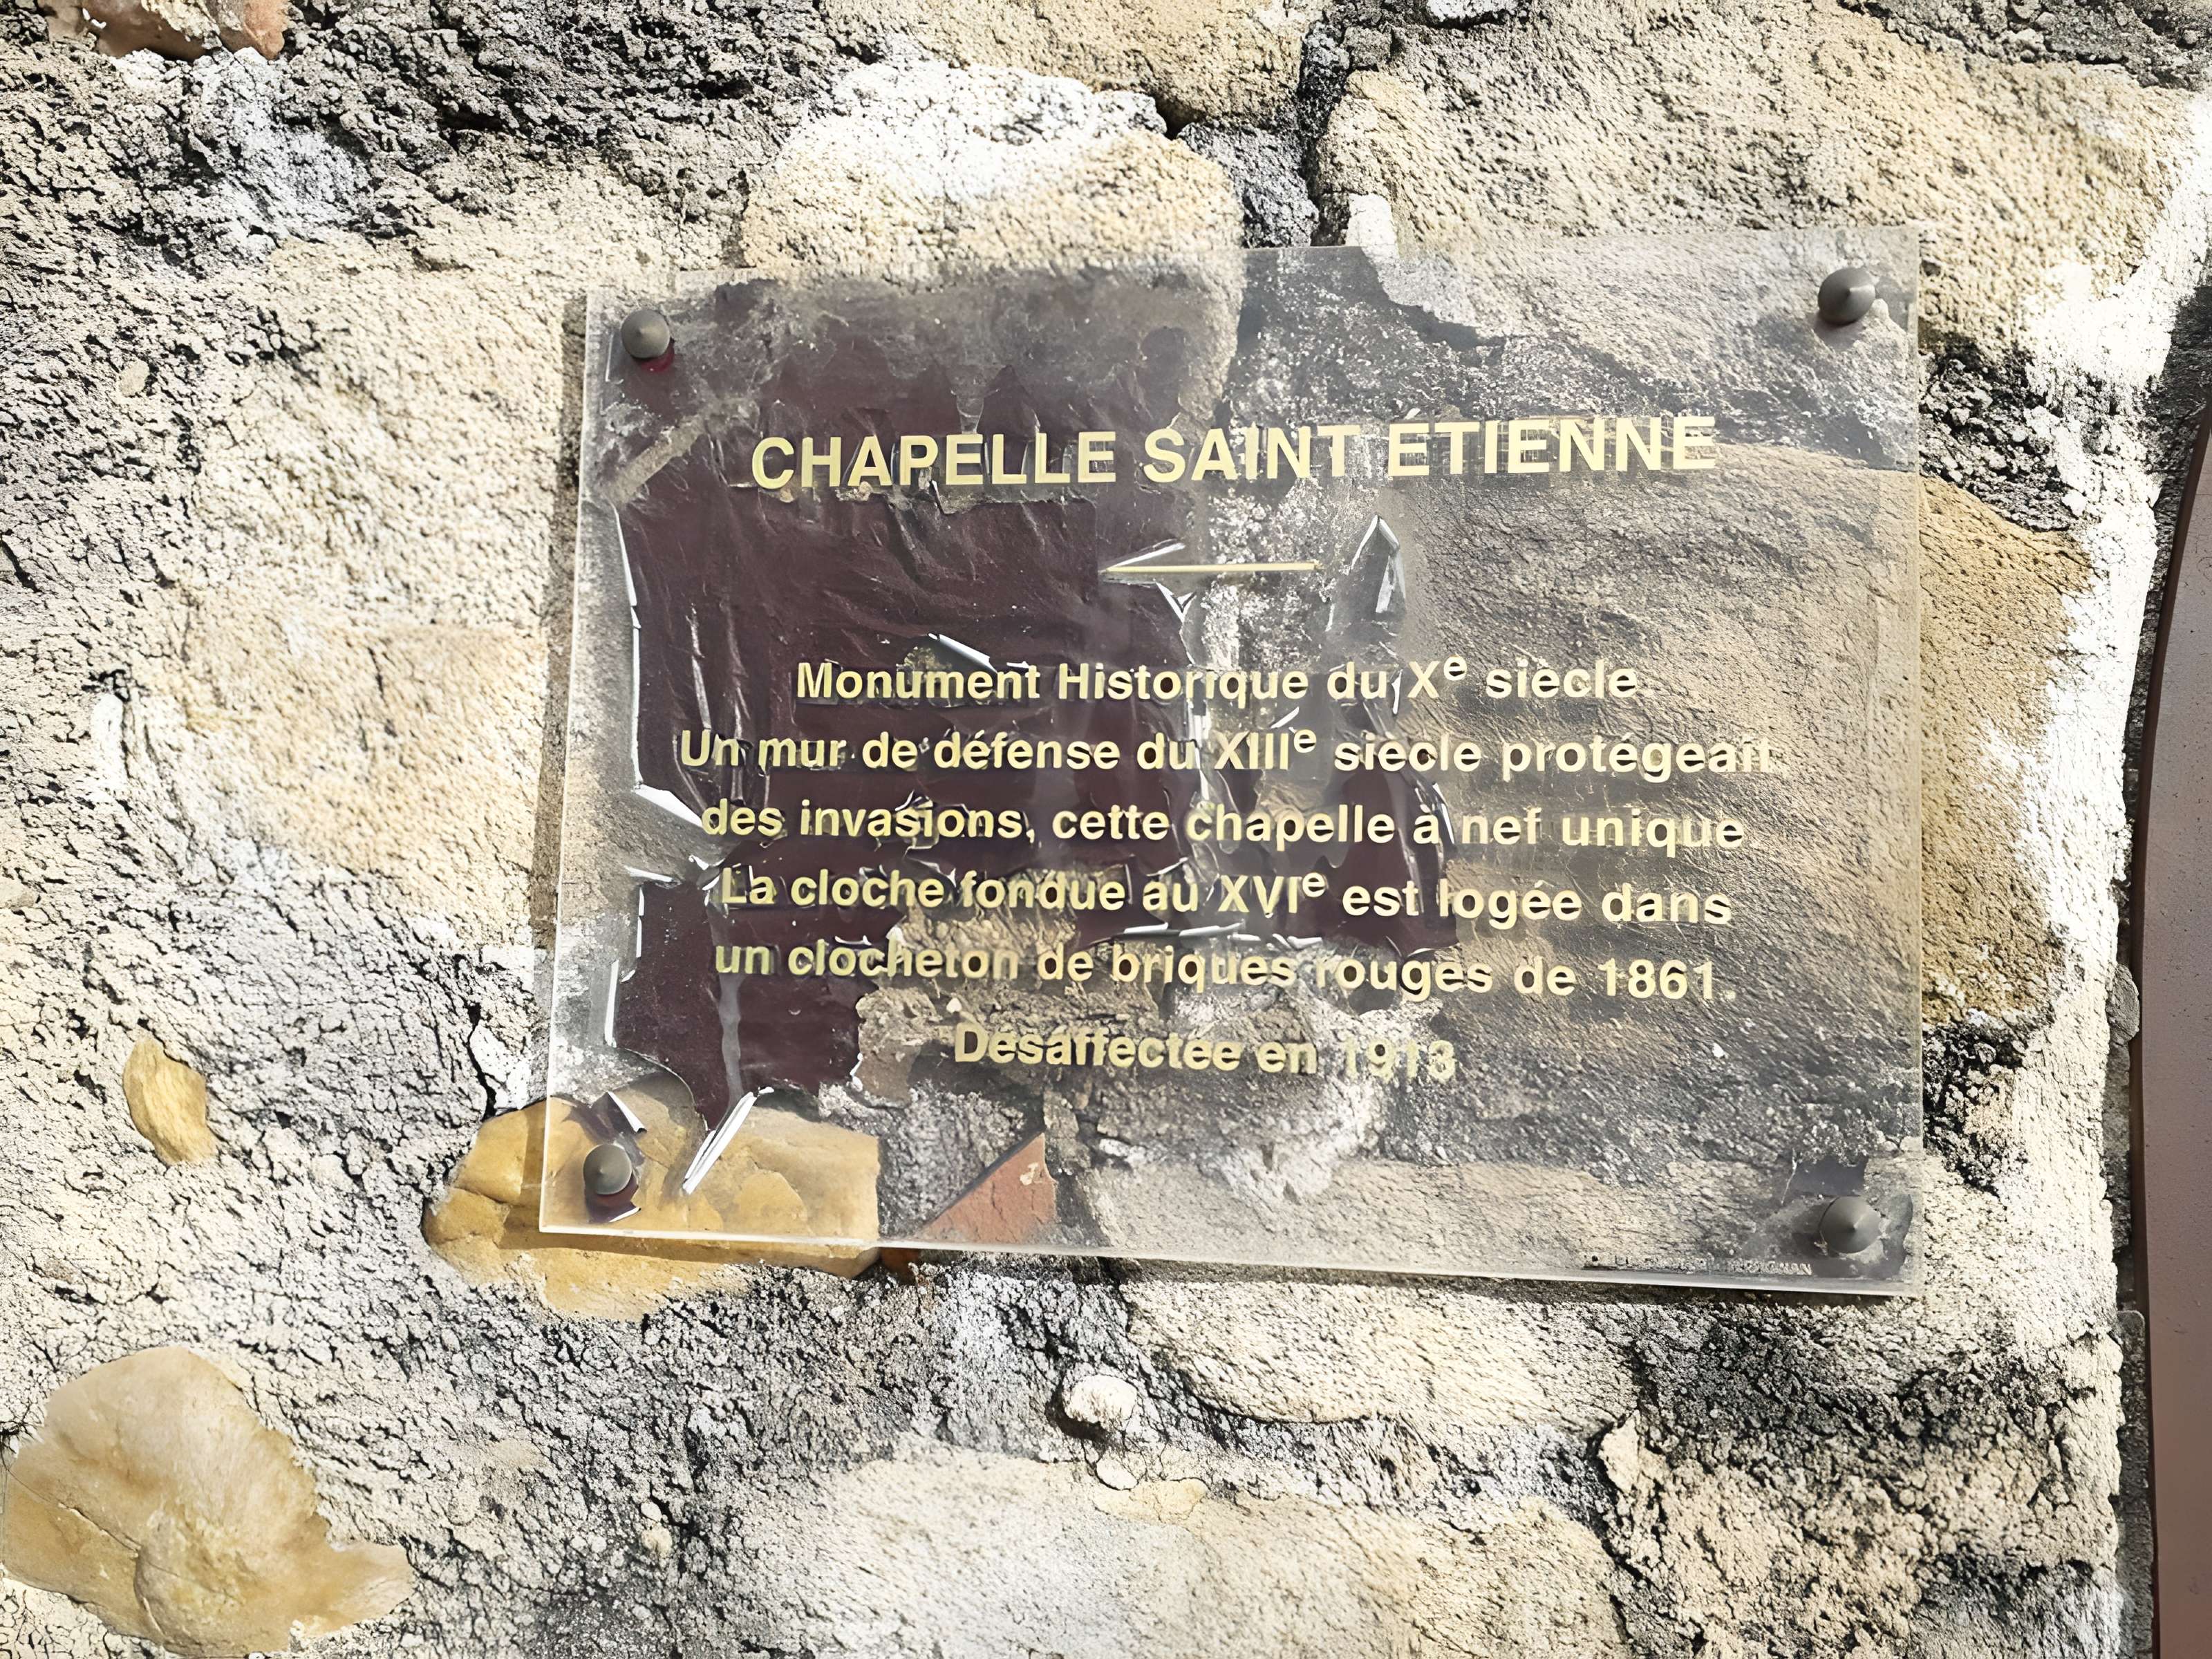 CHAPELLE SAINT ÉTIENNE
Monument Historique du Xe siècle
Un mur de défense du XIIIe siècle protégeait
des invasions, cette chapelle à nef unique
La cloche fondue au XVIe est logée dans
un clocheton de briques rouges de 1861.
Désaffectée en 1913